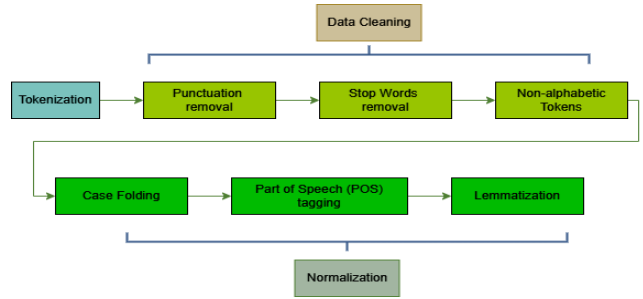 Data Cleaning
Tokenization
Punctuation
removal
Stop Words
removal
Non-alphabetic
Tokens
Case Folding
Part of Speech (POS)
tagging
Lemmatization
Normalization